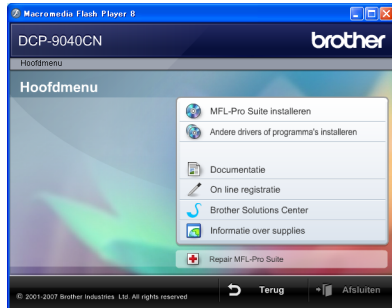 Macromedia Flash Player 8
DCP-9040CN
brother
Hoofdmenu
Hoofdmenu
MFL-Pro Suite installeren
Andere drivers of programma's installeren
Documentatie
On line registratie
Brother Solutions Center
Informatie over supplies
Repair MFL-Pro Suite
© 2001-2007 Brother Industries Ltd. All rights reserved
Terug
Afsluiten